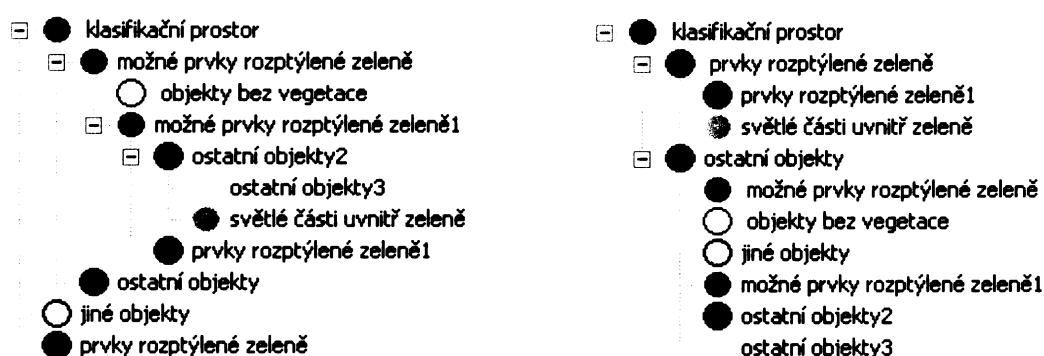 klasifikační prostor
možné prvky rozptýlené zeleně
objekty bez vegetace
možné prvky rozptýlené zeleně1
ostatní objekty2
ostatní objekty3
světlé části uvnitř zeleně
prvky rozptýlené zeleně1
ostatní objekty
jiné objekty
prvky rozptýlené zeleně
klasifikační prostor
prvky rozptýlené zeleně
prvky rozptýlené zeleně1
světlé části uvnitř zeleně
ostatní objekty
možné prvky rozptýlené zeleně
objekty bez vegetace
jiné objekty
možné prvky rozptýlené zeleně1
ostatní objekty2
ostatní objekty3